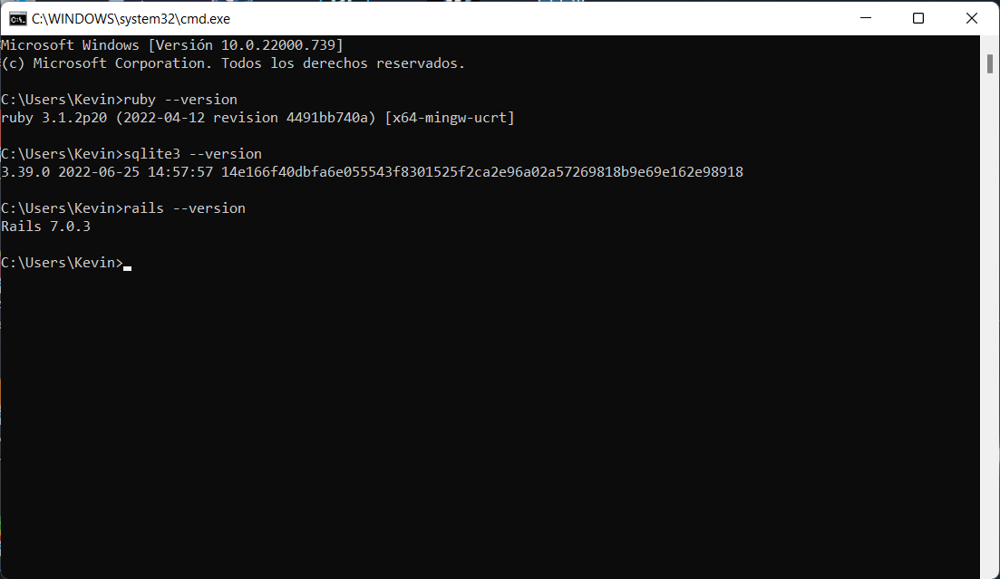 C:\WINDOWS\system32\cmd.exe
Microsoft Windows [Versión 10.0.22000.739]
(c) Microsoft Corporation. Todos los derechos reservados.
C:\Users\Kevin>ruby --version
ruby 3.1.2p20 (2022-04-12 revision 4491bb740a) [x64-mingw-ucrt]
C:\Users\Kevin>sqlite3 --version
3.39.0 2022-06-25 14:57:57 14e166f40dbfa6e055543f8301525f2ca2e96a02a57269818b9e69e162e98918
C:\Users\Kevin>rails --version
Rails 7.0.3
C:\Users\Kevin>